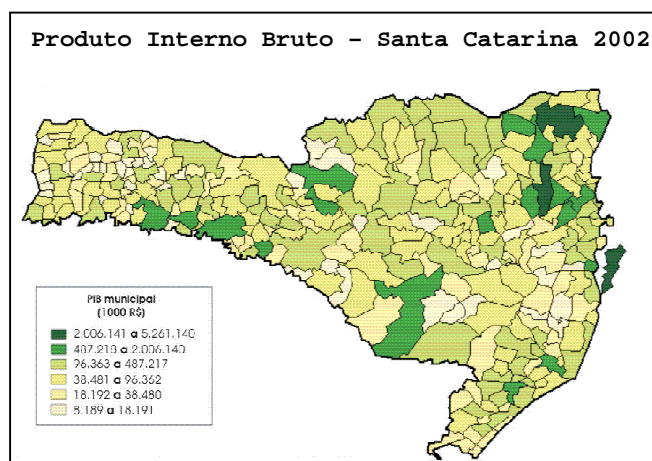 Produto Interno Bruto – Santa Catarina 2002
PIB municipal
(1000 R$)
2.006.141 a 5.261.140
487.218 a 2.006.140
96.363 a 487.217
38.481 a 96.362
18.192 a 38.480
8.189 a 18.191